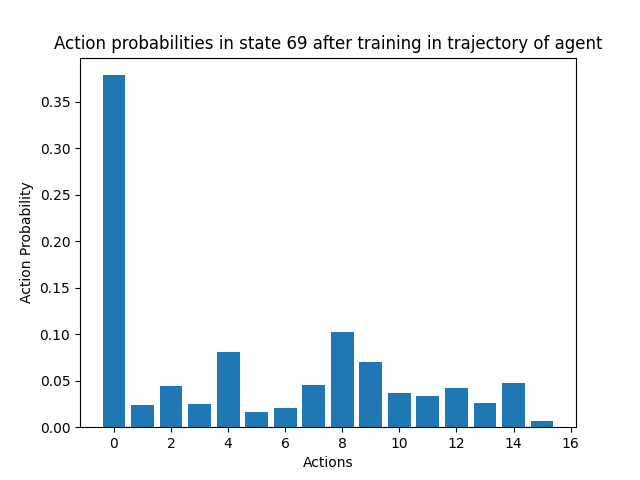 Action probabilities in state 69 after training in trajectory of agent
0.35
0.30
0.25
0.20
0.15
0.10
0.05
0.00
Action Probability
0 2 4 6 8 10 12 14 16
Actions